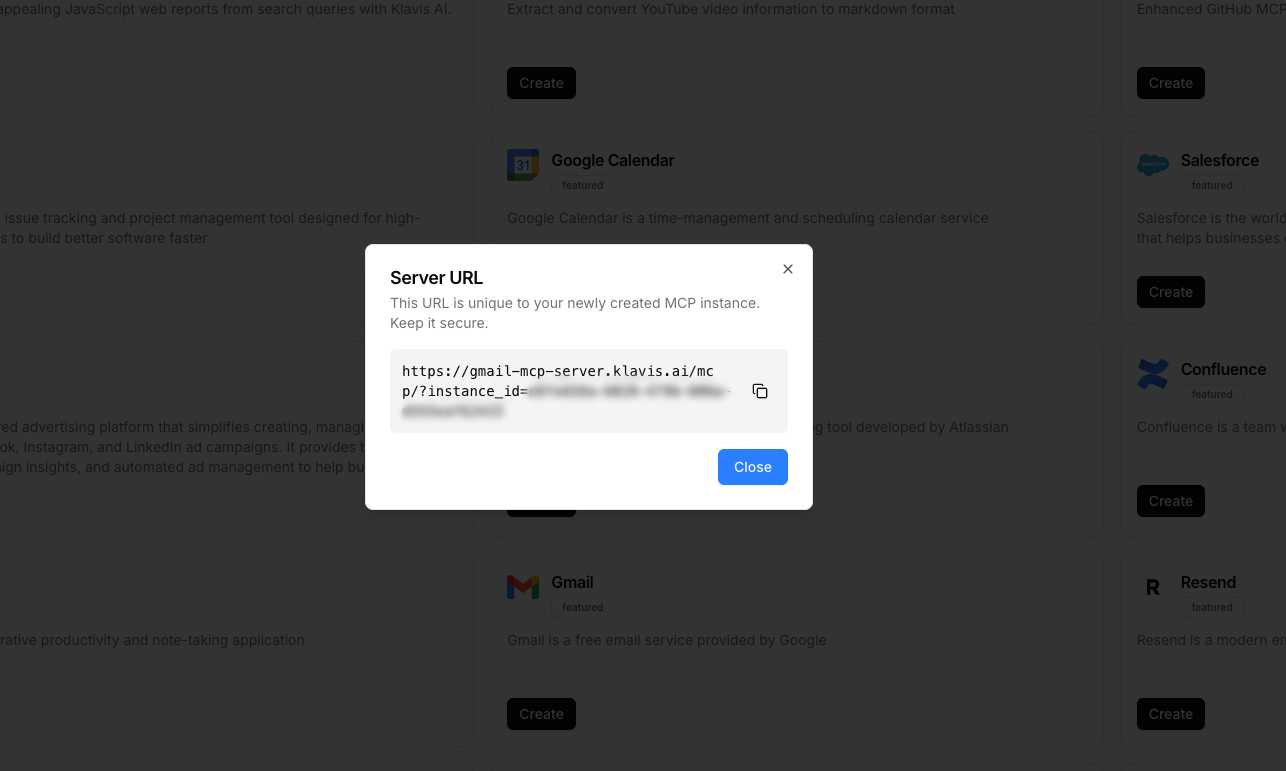 appealing JavaScript web reports from search queries with Klavis AI.
Extract and convert YouTube video information to markdown format
Enhanced GitHub MCP
Create
Create
31
Google Calendar
featured
Salesforce
featured
issue tracking and project management tool designed for high-
s to build better software faster
Google Calendar is a time-management and scheduling calendar service
Salesforce is the world
that helps businesses
Create
Server URL
This URL is unique to your newly created MCP instance.
Keep it secure.
https://gmail-mcp-server.klavis.ai/mc
p/?instance_id=
Close
Confluence
featured
red advertising platform that simplifies creating, managi
ok, Instagram, and LinkedIn ad campaigns. It provides t
ign insights, and automated ad management to help bu
g tool developed by Atlassian
Confluence is a team w
Create
Gmail
featured
R
Resend
featured
rative productivity and note-taking application
Gmail is a free email service provided by Google
Resend is a modern em
Create
Create